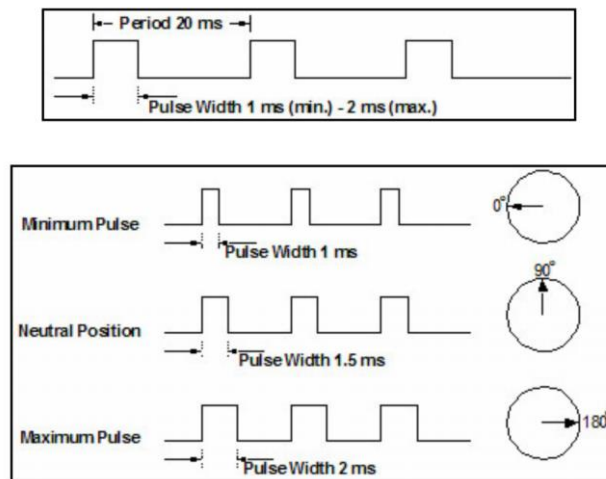 Period 20 ms
Pulse Width 1 ms (min.) - 2 ms (max.)
Minimum Pulse
0°
Pulse Width 1 ms
90°
Neutral Position
Pulse Width 1.5 ms
Maximum Pulse
180°
Pulse Width 2 ms